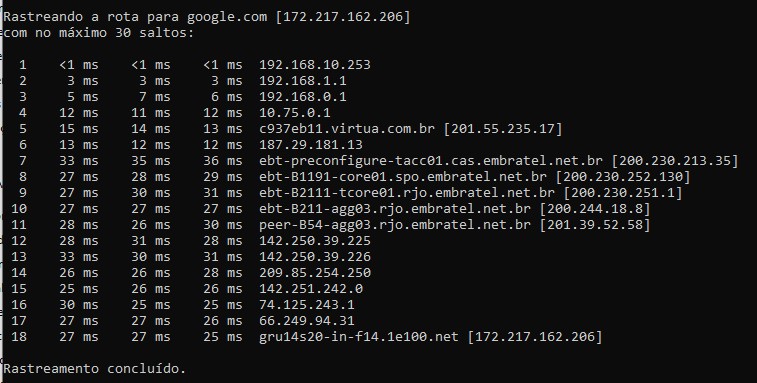 Rastreando a rota para google.com [172.217.162.206]
com no máximo 30 saltos:
1 <1 ms <1 ms <1 ms 192.168.10.253
2 3 ms 3 ms 3 ms 192.168.1.1
3 5 ms 7 ms 6 ms 192.168.0.1
4 12 ms 11 ms 12 ms 10.75.0.1
5 15 ms 14 ms 13 ms c937eb11.virtua.com.br [201.55.235.17]
6 13 ms 12 ms 12 ms 187.29.181.13
7 33 ms 35 ms 36 ms ebt-preconfigure-tacc01.cas.embratel.net.br [200.230.213.35]
8 27 ms 28 ms 29 ms ebt-B1191-core01.spo.embratel.net.br [200.230.252.130]
9 27 ms 30 ms 31 ms ebt-B2111-tcore01.rjo.embratel.net.br [200.230.251.1]
10 27 ms 27 ms 27 ms ebt-B211-agg03.rjo.embratel.net.br [200.244.18.8]
11 28 ms 26 ms 30 ms peer-B54-agg03.rjo.embratel.net.br [201.39.52.58]
12 28 ms 31 ms 28 ms 142.250.39.225
13 33 ms 30 ms 31 ms 142.250.39.226
14 26 ms 26 ms 28 ms 209.85.254.250
15 25 ms 26 ms 26 ms 142.251.242.0
16 30 ms 25 ms 25 ms 74.125.243.1
17 27 ms 27 ms 26 ms 66.249.94.31
18 27 ms 27 ms 25 ms gru14s20-in-f14.1e100.net [172.217.162.206]
Rastreamento concluído.